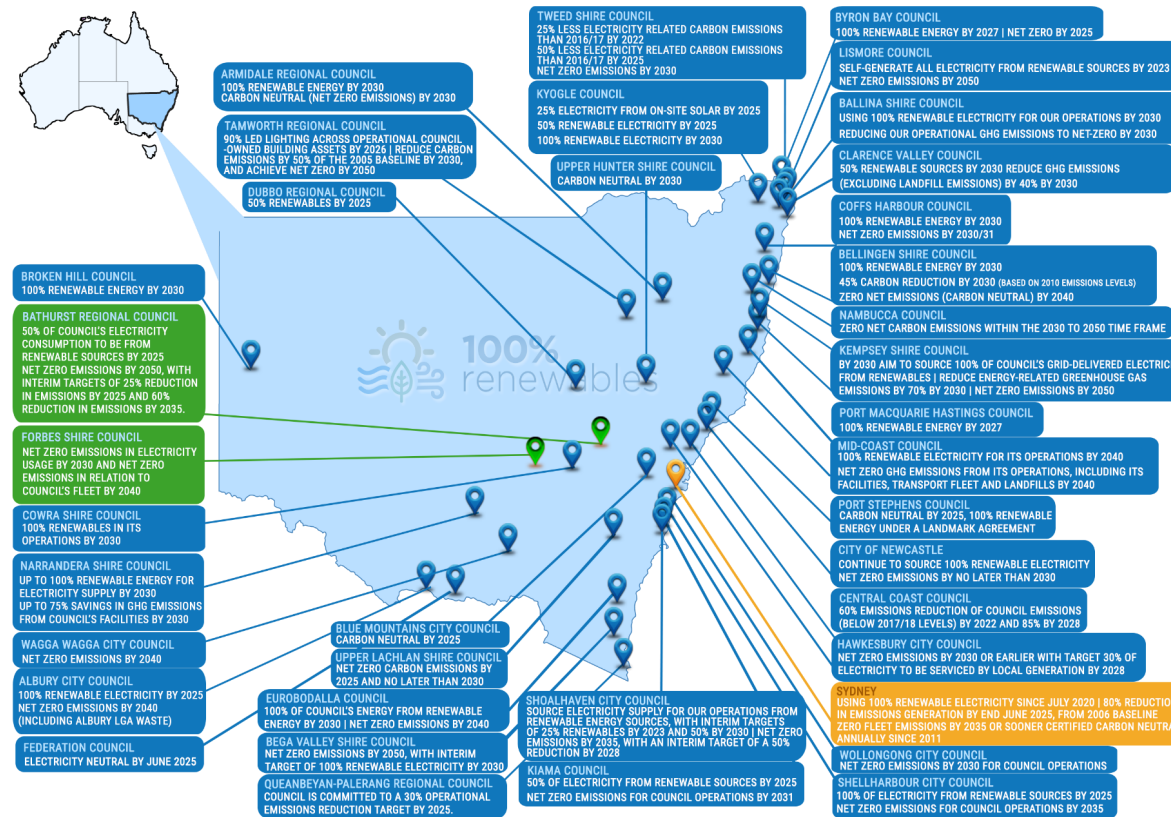 TWEED SHIRE COUNCIL
25% LESS ELECTRICITY RELATED CARBON EMISSIONS
THAN 2016/17 BY 2022
50% LESS ELECTRICITY RELATED CARBON EMISSIONS
THAN 2016/17 BY 2025
NET ZERO EMISSIONS BY 2030
BYRON BAY COUNCIL
100% RENEWABLE ENERGY BY 2027 | NET ZERO BY 2025
LISMORE COUNCIL
SELF-GENERATE ALL ELECTRICITY FROM RENEWABLE SOURCES BY 2023
NET ZERO EMISSIONS BY 2050
ARMIDALE REGIONAL COUNCIL
100% RENEWABLE ENERGY BY 2030
CARBON NEUTRAL (NET ZERO EMISSIONS) BY 2030
KYOGLE COUNCIL
25% ELECTRICITY FROM ON-SITE SOLAR BY 2025
50% RENEWABLE ELECTRICITY BY 2025
100% RENEWABLE ELECTRICITY BY 2030
BALLINA SHIRE COUNCIL
USING 100% RENEWABLE ELECTRICITY FOR OUR OPERATIONS BY 2030
REDUCING OUR OPERATIONAL GHG EMISSIONS TO NET-ZERO BY 2030
TAMWORTH REGIONAL COUNCIL
90% LED LIGHTING ACROSS OPERATIONAL COUNCIL
-OWNED BUILDING ASSETS BY 2026 | REDUCE CARBON
EMISSIONS BY 50% OF THE 2005 BASELINE BY 2030,
AND ACHIEVE NET ZERO BY 2050
UPPER HUNTER SHIRE COUNCIL
CARBON NEUTRAL BY 2030
CLARENCE VALLEY COUNCIL
50% RENEWABLE SOURCES BY 2030 REDUCE GHG EMISSIONS
(EXCLUDING LANDFILL EMISSIONS) BY 40% BY 2030
DUBBO REGIONAL COUNCIL
50% RENEWABLES BY 2025
COFFS HARBOUR COUNCIL
100% RENEWABLE ENERGY BY 2030
NET ZERO EMISSIONS BY 2030/31
BELLINGEN SHIRE COUNCIL
100% RENEWABLE ENERGY BY 2030
45% CARBON REDUCTION BY 2030 (BASED ON 2010 EMISSIONS LEVELS)
ZERO NET EMISSIONS (CARBON NEUTRAL) BY 2040
BROKEN HILL COUNCIL
100% RENEWABLE ENERGY BY 2030
BATHURST REGIONAL COUNCIL
50% OF COUNCIL'S ELECTRICITY
CONSUMPTION TO BE FROM
RENEWABLE SOURCES BY 2025
NET ZERO EMISSIONS BY 2050, WITH
INTERIM TARGETS OF 25% REDUCTION
IN EMISSIONS BY 2025 AND 60%
REDUCTION IN EMISSIONS BY 2035.
NAMBUCCA COUNCIL
ZERO NET CARBON EMISSIONS WITHIN THE 2030 TO 2050 TIME FRAME
100%
renewables
KEMPSEY SHIRE COUNCIL
BY 2030 AIM TO SOURCE 100% OF COUNCIL'S GRID-DELIVERED ELECTRIC
FROM RENEWABLES | REDUCE ENERGY-RELATED GREENHOUSE GAS
EMISSIONS BY 70% BY 2030 | NET ZERO EMISSIONS BY 2050
PORT MACQUARIE HASTINGS COUNCIL
100% RENEWABLE ENERGY BY 2027
FORBES SHIRE COUNCIL
NET ZERO EMISSIONS IN ELECTRICITY
USAGE BY 2030 AND NET ZERO
EMISSIONS IN RELATION TO
COUNCIL'S FLEET BY 2040
MID-COAST COUNCIL
100% RENEWABLE ELECTRICITY FOR ITS OPERATIONS BY 2040
NET ZERO GHG EMISSIONS FROM ITS OPERATIONS, INCLUDING ITS
FACILITIES, TRANSPORT FLEET AND LANDFILLS BY 2040
PORT STEPHENS COUNCIL
CARBON NEUTRAL BY 2025, 100% RENEWABLE
ENERGY UNDER A LANDMARK AGREEMENT
COWRA SHIRE COUNCIL
100% RENEWABLES IN ITS
OPERATIONS BY 2030
CITY OF NEWCASTLE
CONTINUE TO SOURCE 100% RENEWABLE ELECTRICITY
NET ZERO EMISSIONS BY NO LATER THAN 2030
NARRANDERA SHIRE COUNCIL
UP TO 100% RENEWABLE ENERGY FOR
ELECTRICITY SUPPLY BY 2030
UP TO 75% SAVINGS IN GHG EMISSIONS
FROM COUNCIL'S FACILITIES BY 2030
CENTRAL COAST COUNCIL
60% EMISSIONS REDUCTION OF COUNCIL EMISSIONS
(BELOW 2017/18 LEVELS) BY 2022 AND 85% BY 2028
WAGGA WAGGA CITY COUNCIL
NET ZERO EMISSIONS BY 2040
BLUE MOUNTAINS CITY COUNCIL
CARBON NEUTRAL BY 2025
HAWKESBURY CITY COUNCIL
NET ZERO EMISSIONS BY 2030 OR EARLIER WITH TARGET 30% OF
ELECTRICITY TO BE SERVICED BY LOCAL GENERATION BY 2028
UPPER LACHLAN SHIRE COUNCIL
NET ZERO CARBON EMISSIONS BY
2025 AND NO LATER THAN 2030
ALBURY CITY COUNCIL
100% RENEWABLE ELECTRICITY BY 2025
NET ZERO EMISSIONS BY 2040
(INCLUDING ALBURY LGA WASTE)
SYDNEY
USING 100% RENEWABLE ELECTRICITY SINCE JULY 2020 | 80% REDUCTIO
IN EMISSIONS GENERATION BY END JUNE 2025, FROM 2006 BASELINE
ZERO FLEET EMISSIONS BY 2035 OR SOONER CERTIFIED CARBON NEUTRA
ANNUALLY SINCE 2011
EUROBODALLA COUNCIL
100% OF COUNCIL'S ENERGY FROM RENEWABLE
ENERGY BY 2030 | NET ZERO EMISSIONS BY 2040
SHOALHAVEN CITY COUNCIL
SOURCE ELECTRICITY SUPPLY FOR OUR OPERATIONS FROM
RENEWABLE ENERGY SOURCES, WITH INTERIM TARGETS
OF 25% RENEWABLES BY 2023 AND 50% BY 2030 | NET ZERO
EMISSIONS BY 2035, WITH AN INTERIM TARGET OF A 50%
REDUCTION BY 2028
FEDERATION COUNCIL
ELECTRICITY NEUTRAL BY JUNE 2025
BEGA VALLEY SHIRE COUNCIL
NET ZERO EMISSIONS BY 2050, WITH INTERIM
TARGET OF 100% RENEWABLE ELECTRICITY BY 2030
WOLLONGONG CITY COUNCIL
NET ZERO EMISSIONS BY 2030 FOR COUNCIL OPERATIONS
QUEANBEYAN-PALERANG REGIONAL COUNCIL
COUNCIL IS COMMITTED TO A 30% OPERATIONAL
EMISSIONS REDUCTION TARGET BY 2025.
KIAMA COUNCIL
50% OF ELECTRICITY FROM RENEWABLE SOURCES BY 2025
NET ZERO EMISSIONS FOR COUNCIL OPERATIONS BY 2031
SHELLHARBOUR CITY COUNCIL
100% OF ELECTRICITY FROM RENEWABLE SOURCES BY 2025
NET ZERO EMISSIONS FOR COUNCIL OPERATIONS BY 2035